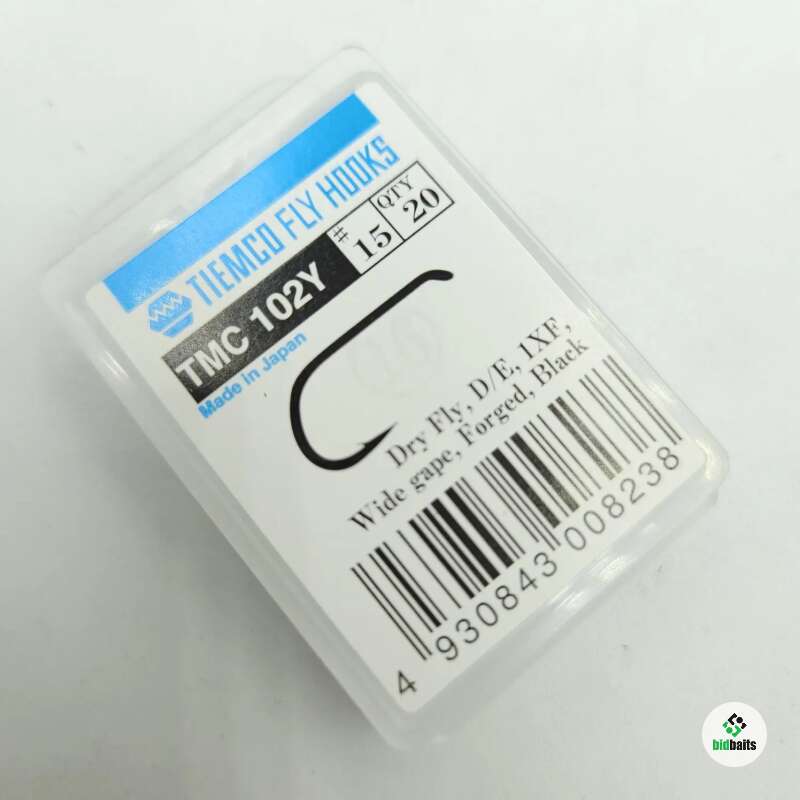 TIEMCO FLY HOOKS
TMC 102Y
# 15
QTY 20
Made in Japan
Dry Fly, D/E, 1XF,
Wide gape, Forged, Black
4 930843 008238
bidbaits